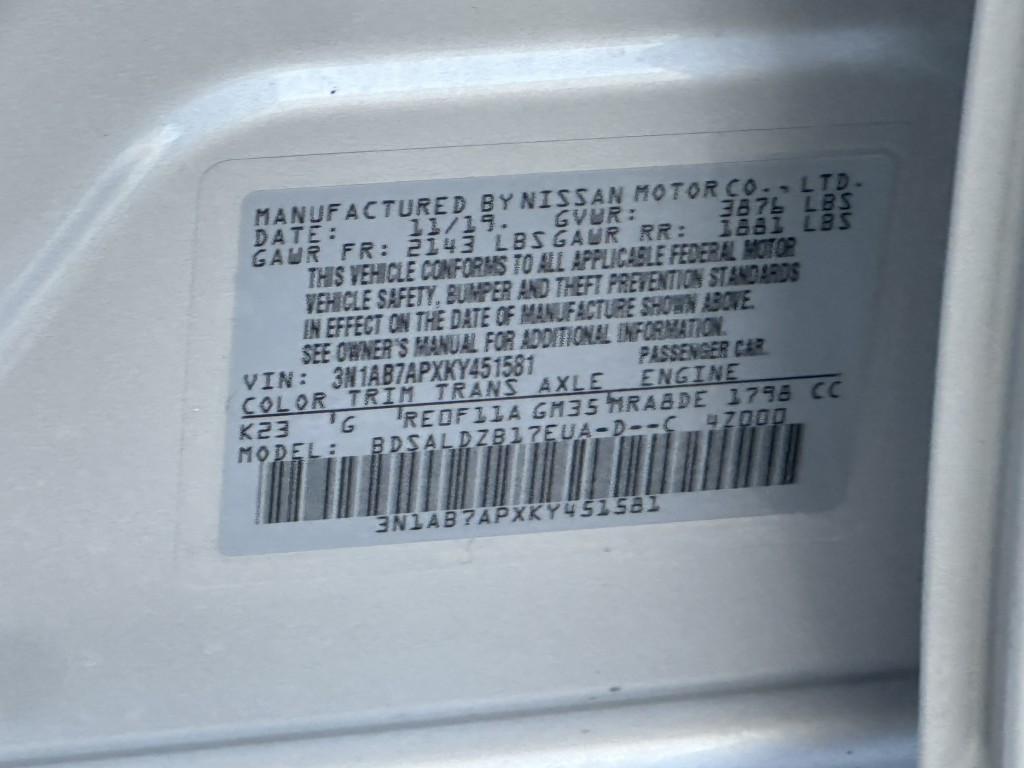 MANUFACTURED BY NISSAN MOTOR CO., LTD.
DATE: 11/19. GVWR: 3876 LBS
GAWR FR: 2143 LBS GAWR RR: 1881 LBS
THIS VEHICLE CONFORMS TO ALL APPLICABLE FEDERAL MOTOR
VEHICLE SAFETY, BUMPER AND THEFT PREVENTION STANDARDS
IN EFFECT ON THE DATE OF MANUFACTURE SHOWN ABOVE.
SEE OWNER'S MANUAL FOR ADDITIONAL INFORMATION.
VIN: 3N1AB7APXKY451581 PASSENGER CAR.
COLOR TRIM TRANS AXLE ENGINE
K23 'G 'RE0F11A GM35 'MRA8DE 1798 CC
MODEL: BDSALDZB17EUA-D--C 4Z000
3N1AB7APXKY451581